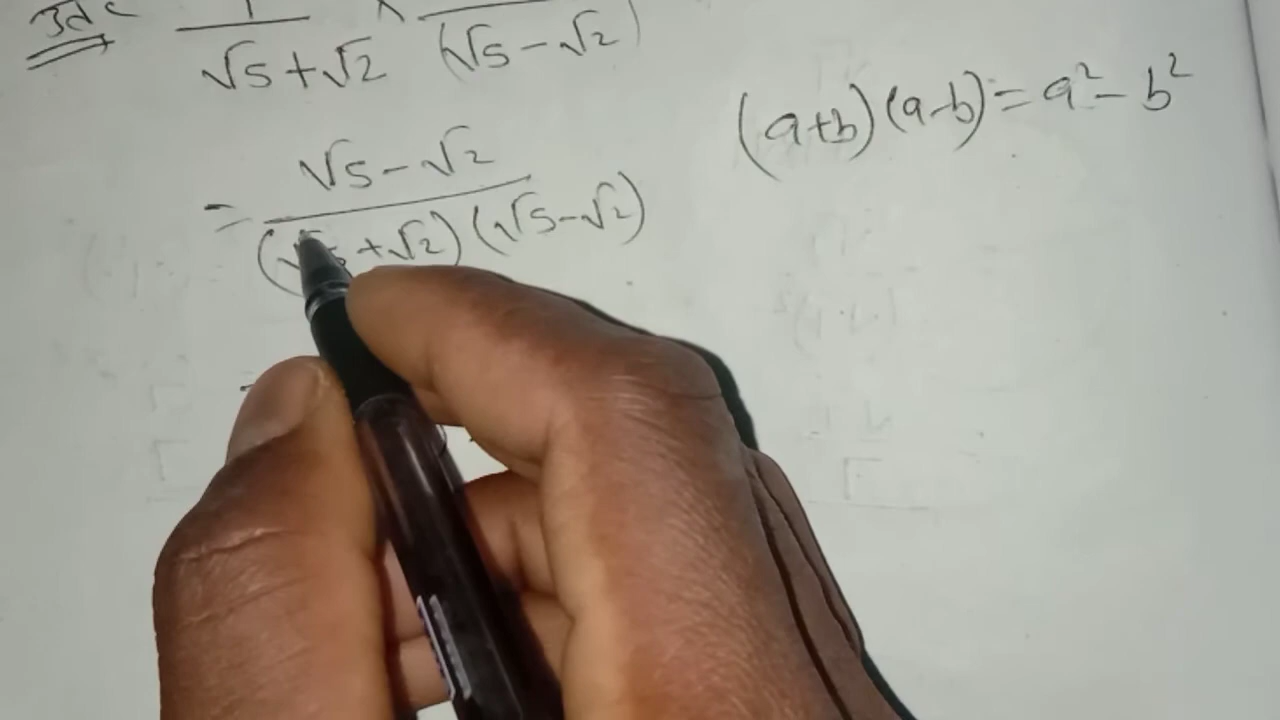 उत्तर 1/(√5+√2) × /(√5-√2)
(a+b)(a-b) = a² - b²
= (√5-√2)/((√5+√2)(√5-√2))